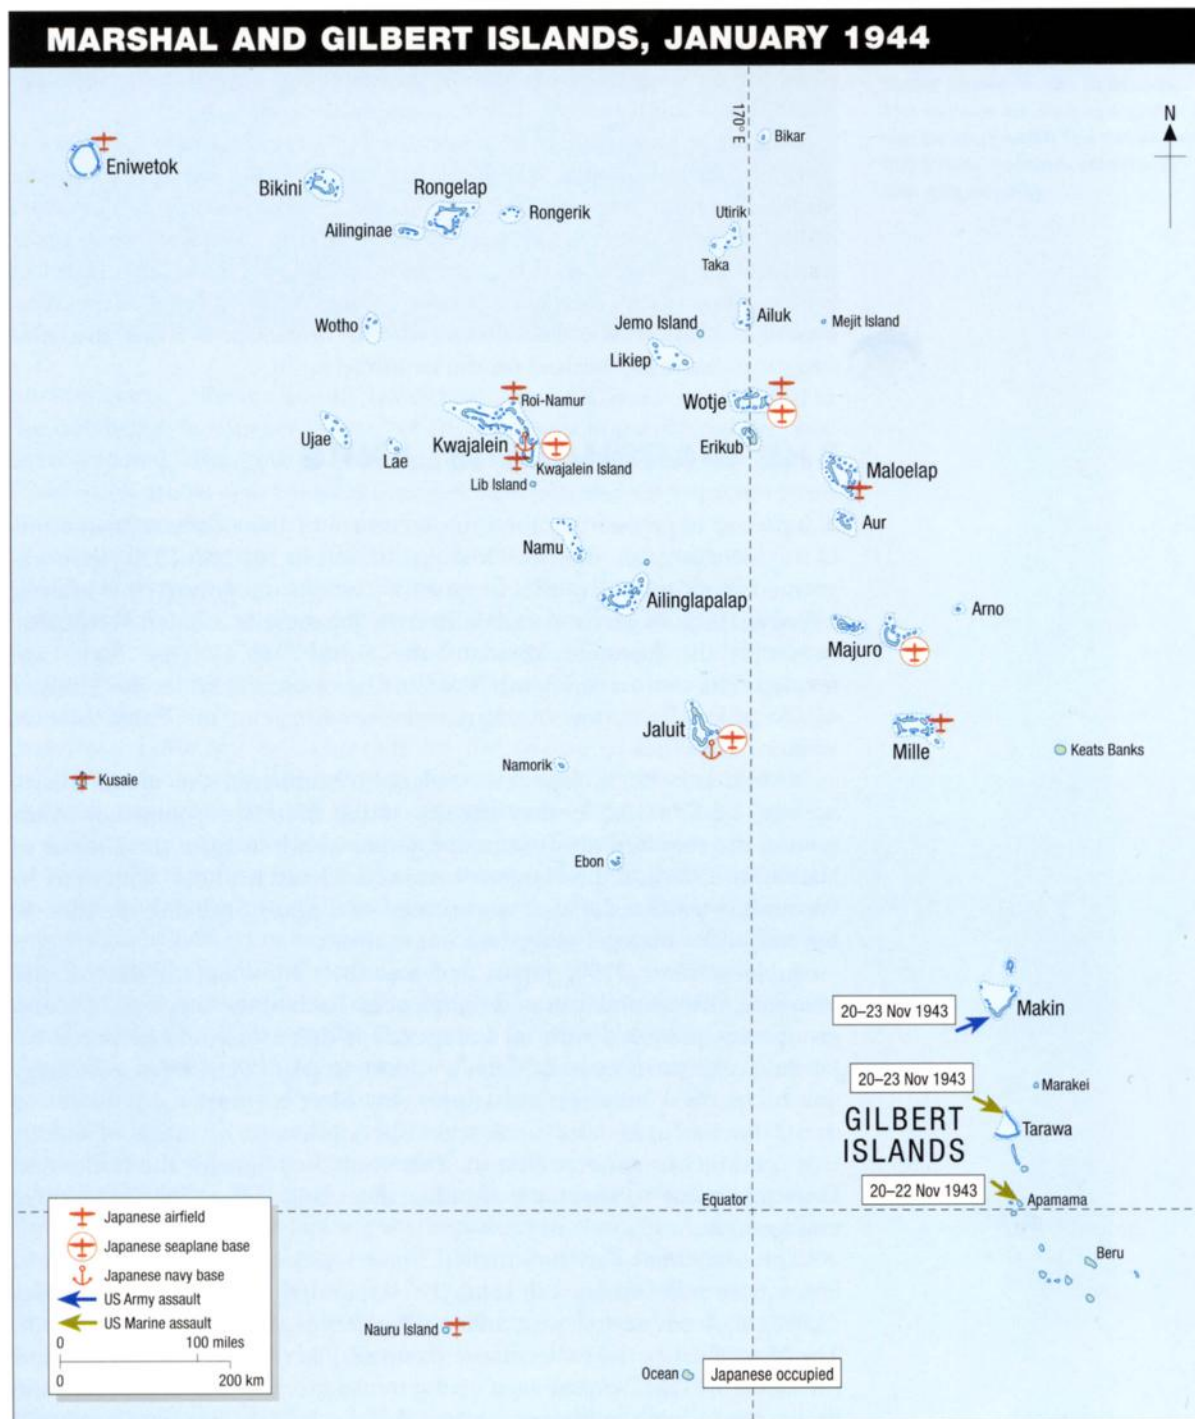 MARSHAL AND GILBERT ISLANDS, JANUARY 1944
170° E
N
Bikar
Eniwetok
Bikini
Rongelap
Rongerik
Ailinginae
Utirik
Taka
Wotho
Jemo Island
Ailuk
Mejit Island
Likiep
Roi-Namur
Wotje
Ujae
Lae
Kwajalein
Erikub
Kwajalein Island
Maloelap
Lib Island
Aur
Namu
Ailinglapalap
Arno
Majuro
Jaluit
Mille
Keats Banks
Namorik
Kusaie
Ebon
20–23 Nov 1943
Makin
20–23 Nov 1943
Marakei
GILBERT
ISLANDS
Tarawa
20–22 Nov 1943
Equator
Apamama
Beru
Japanese airfield
Japanese seaplane base
Japanese navy base
US Army assault
US Marine assault
0 100 miles
0 200 km
Nauru Island
Ocean
Japanese occupied